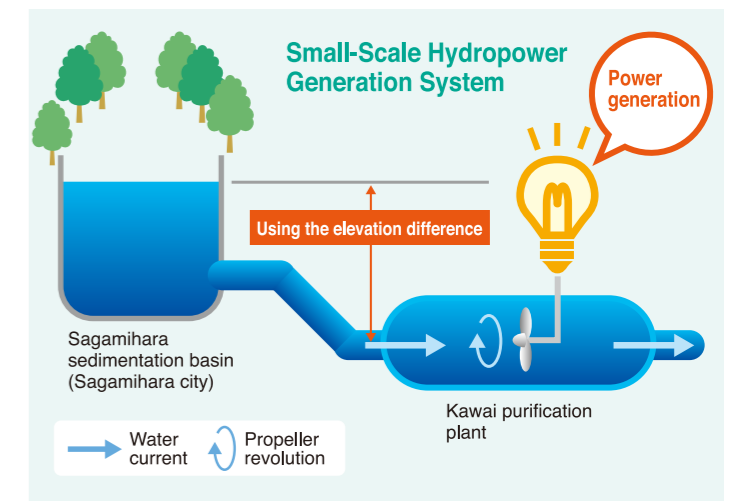 Small-Scale Hydropower
Generation System
Power
generation
Using the elevation difference
Sagamihara
sedimentation basin
(Sagamihara city)
Kawai purification
plant
Water
current
Propeller
revolution